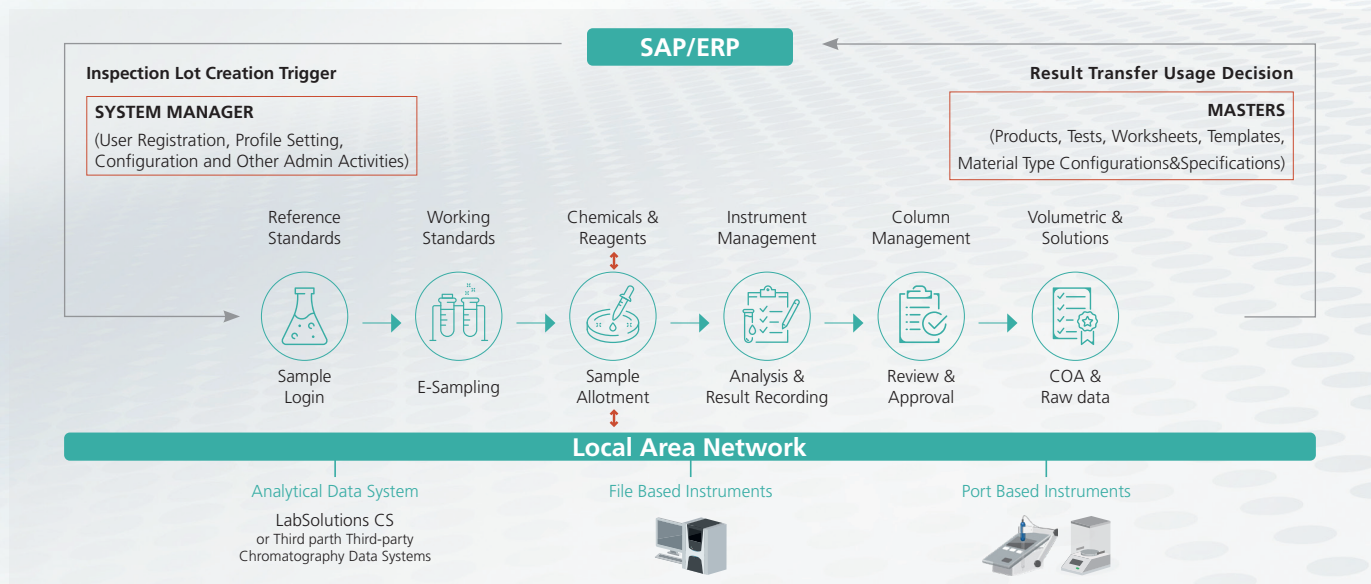 SAP/ERP
Inspection Lot Creation Trigger
SYSTEM MANAGER
(User Registration, Profile Setting,
Configuration and Other Admin Activities)
Result Transfer Usage Decision
MASTERS
(Products, Tests, Worksheets, Templates,
Material Type Configurations&Specifications)
Reference
Standards
Working
Standards
Chemicals &
Reagents
Instrument
Management
Column
Management
Volumetric &
Solutions
Sample
Login
E-Sampling
Sample
Allotment
Analysis &
Result Recording
Review &
Approval
COA &
Raw data
Local Area Network
Analytical Data System
LabSolutions CS
or Third parth Third-party
Chromatography Data Systems
File Based Instruments
Port Based Instruments